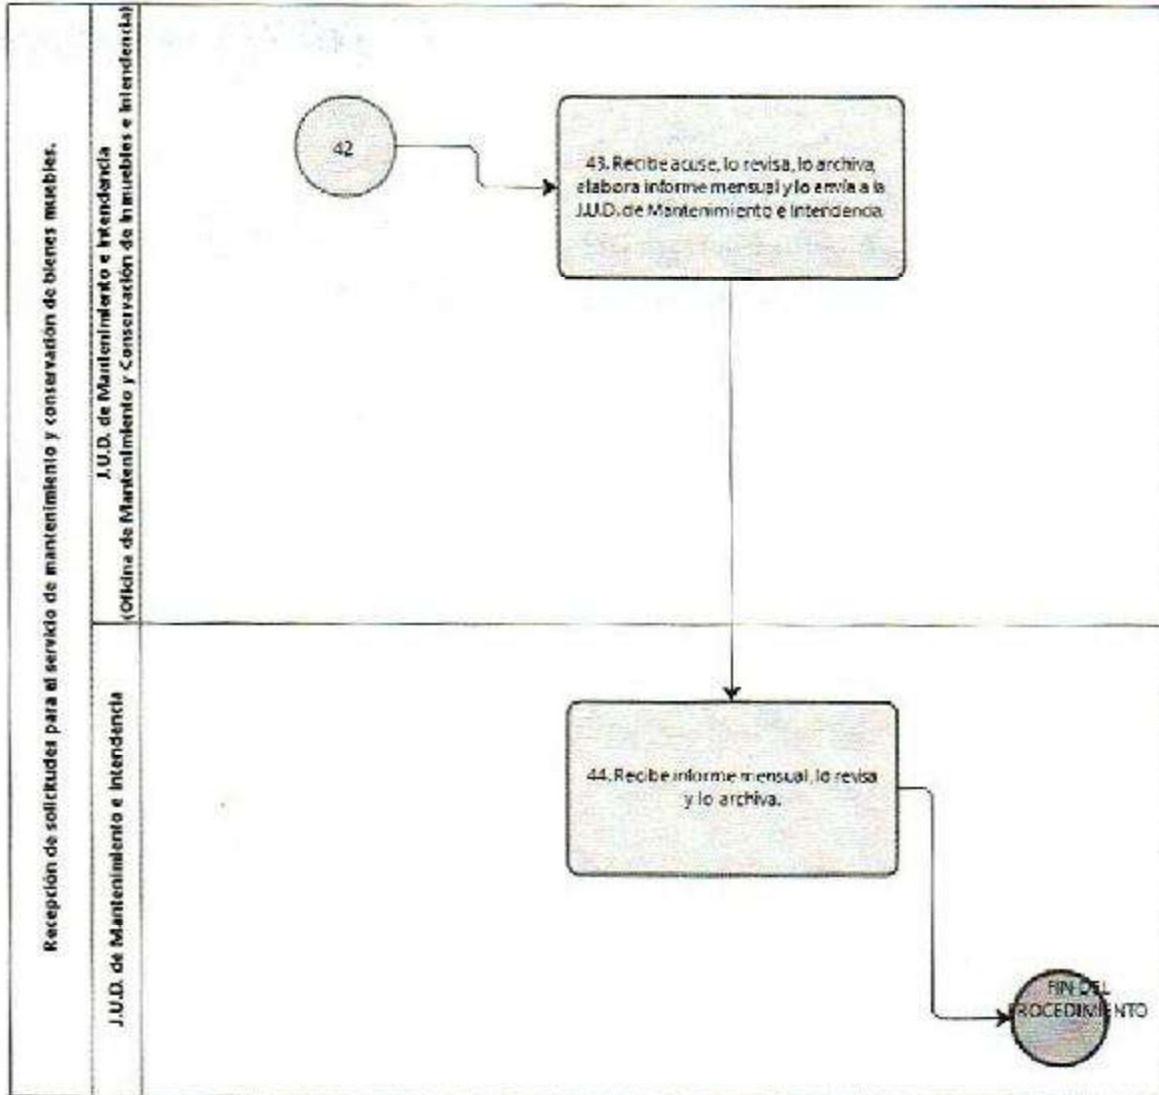 Recepción de solicitudes para el servicio de mantenimiento y conservación de bienes muebles.
J.U.D. de Mantenimiento e Intendencia
(Oficina de Mantenimiento y Conservación de Inmuebles e Intendencia)
42
43. Recibe acuse, lo revisa, lo archiva,
elabora informe mensual y lo envía a la
J.U.D. de Mantenimiento e Intendencia.
J.U.D. de Mantenimiento e Intendencia
44. Recibe informe mensual, lo revisa
y lo archiva.
FIN DEL
PROCEDIMIENTO